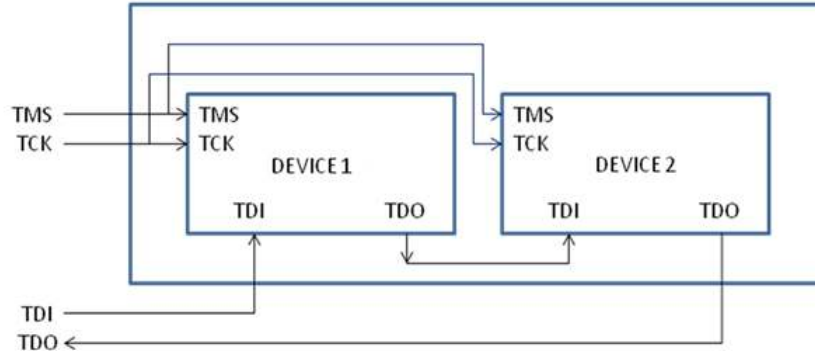 TMS TMS TMS
TCK TCK TCK
DEVICE 1 DEVICE 2
TDI TDO TDI TDO
TDI
TDO